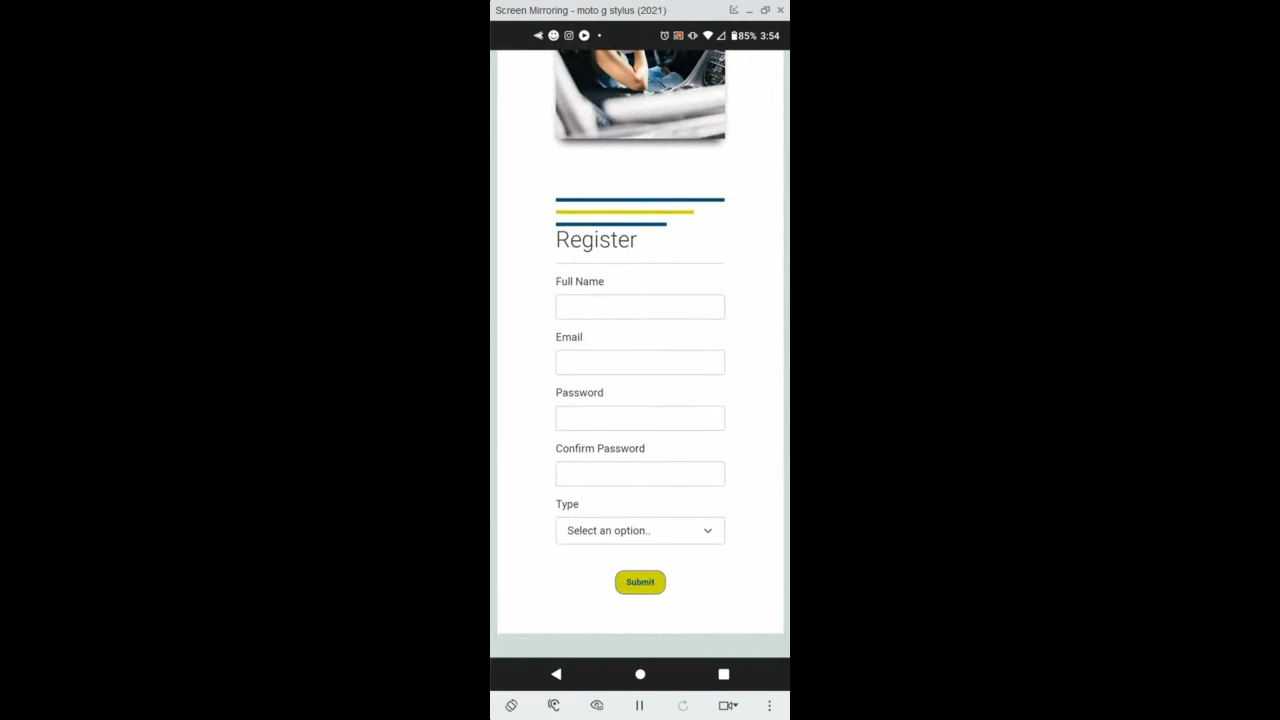 Screen Mirroring - moto g stylus (2021)
85% 3:54
Register
Full Name
Email
Password
Confirm Password
Type
Select an option..
Submit